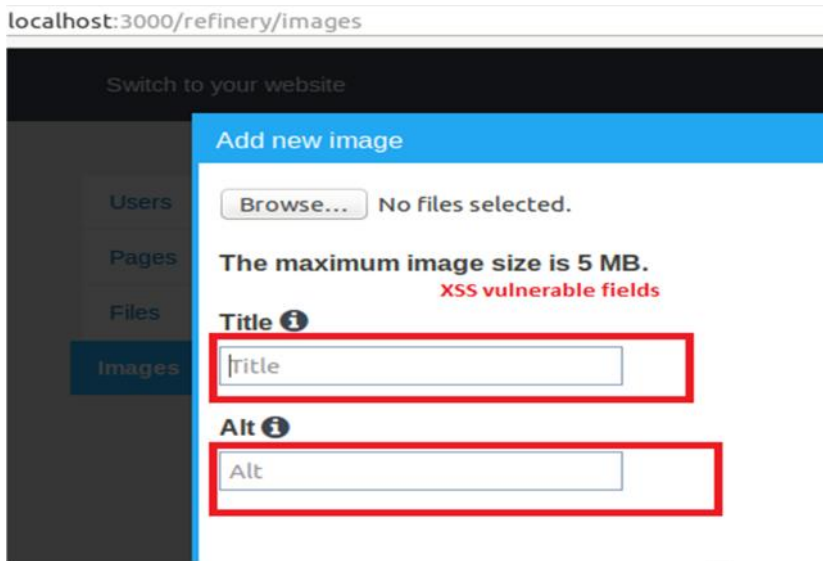 localhost:3000/refinery/images
Switch to your website
Add new image
Users
Browse... No files selected.
Pages
The maximum image size is 5 MB.
XSS vulnerable fields
Files
Title
Title
Images
Alt
Alt